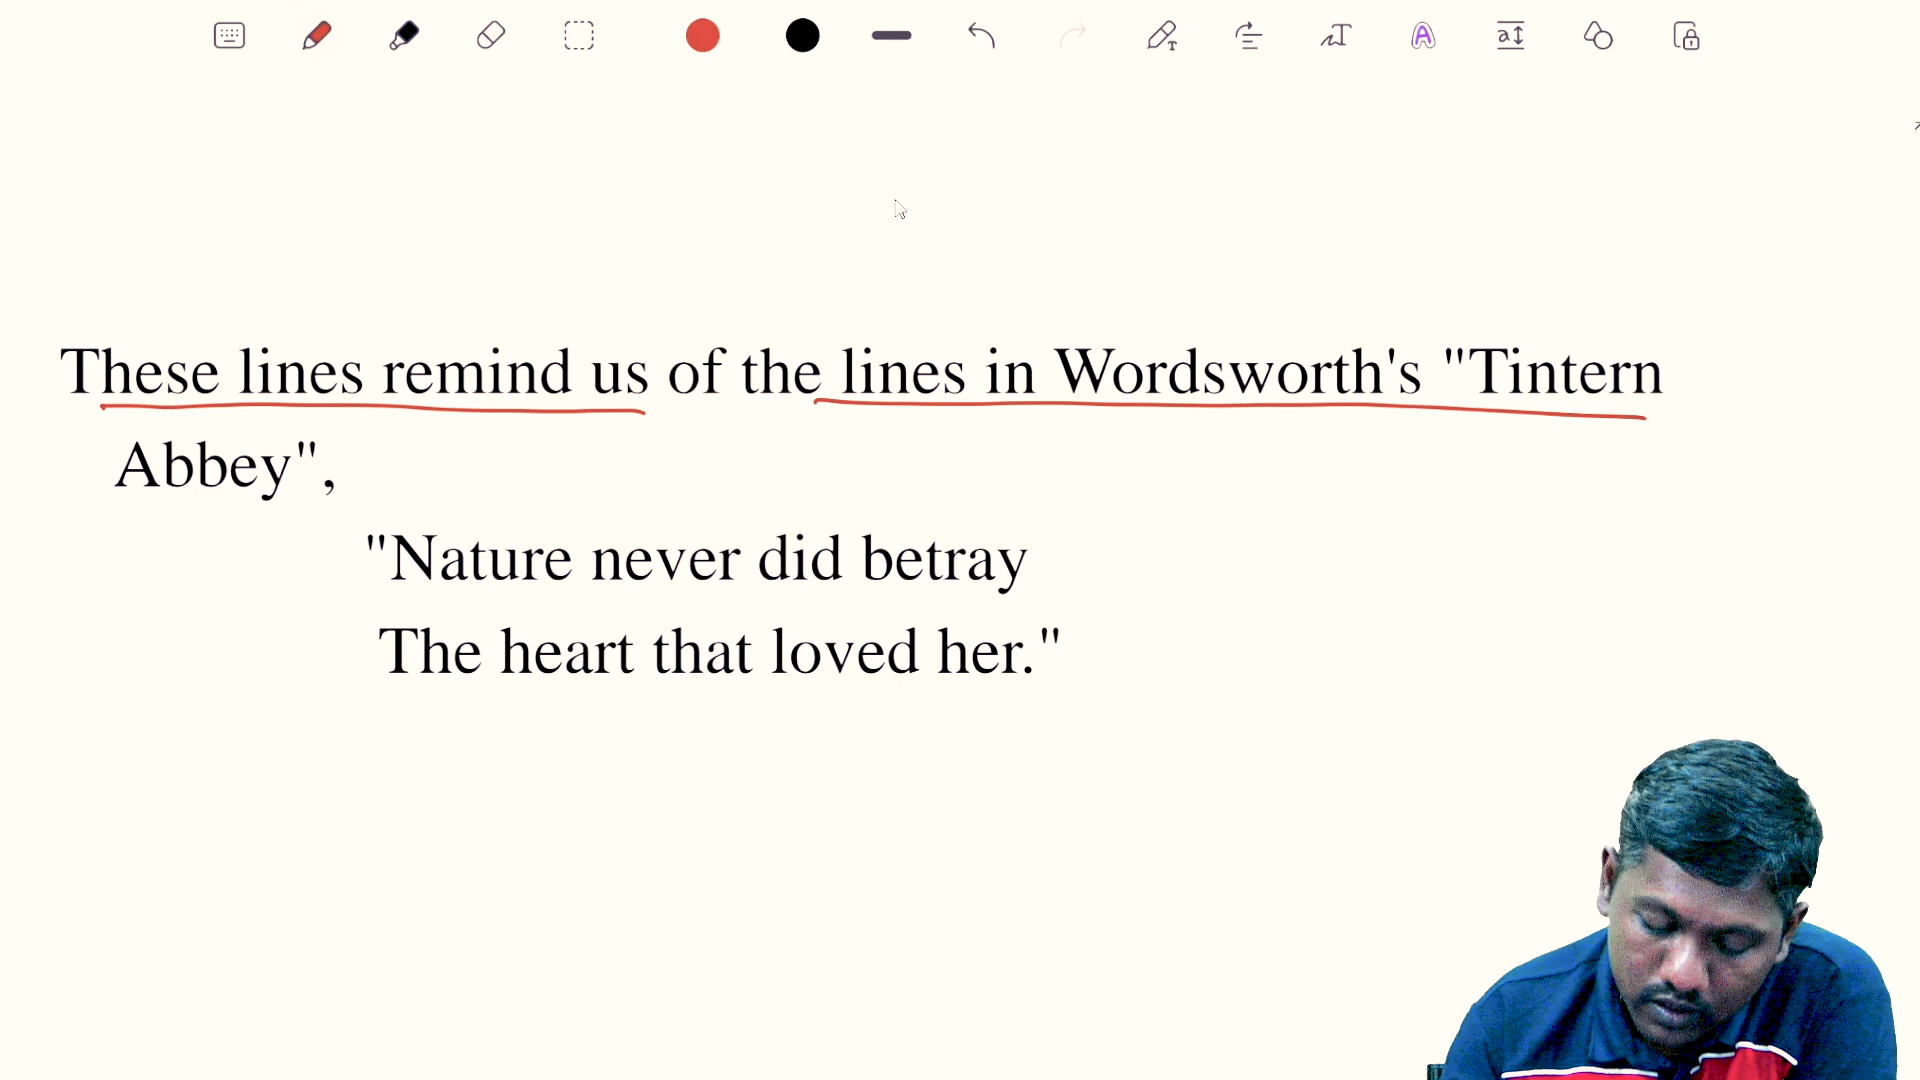 These lines remind us of the lines in Wordsworth's "Tintern
Abbey",
"Nature never did betray
The heart that loved her."